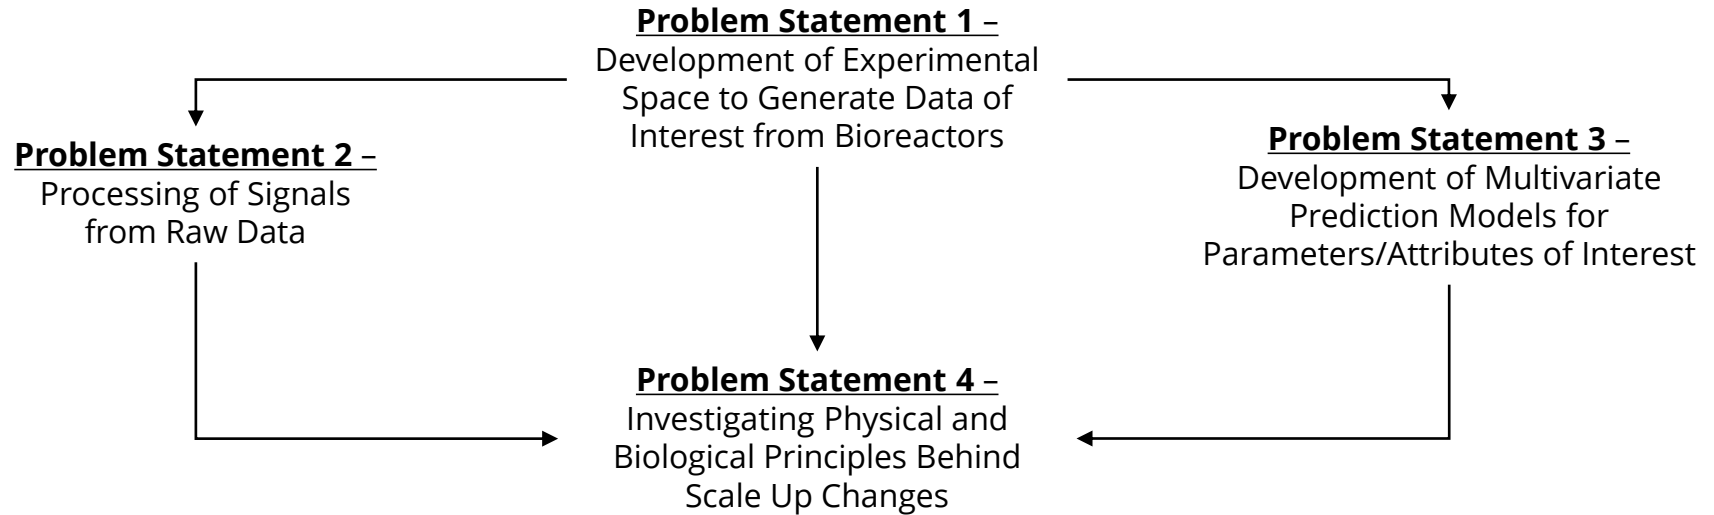 Problem Statement 1 –
Development of Experimental
Space to Generate Data of
Interest from Bioreactors
Problem Statement 2 –
Processing of Signals
from Raw Data
Problem Statement 3 –
Development of Multivariate
Prediction Models for
Parameters/Attributes of Interest
Problem Statement 4 –
Investigating Physical and
Biological Principles Behind
Scale Up Changes